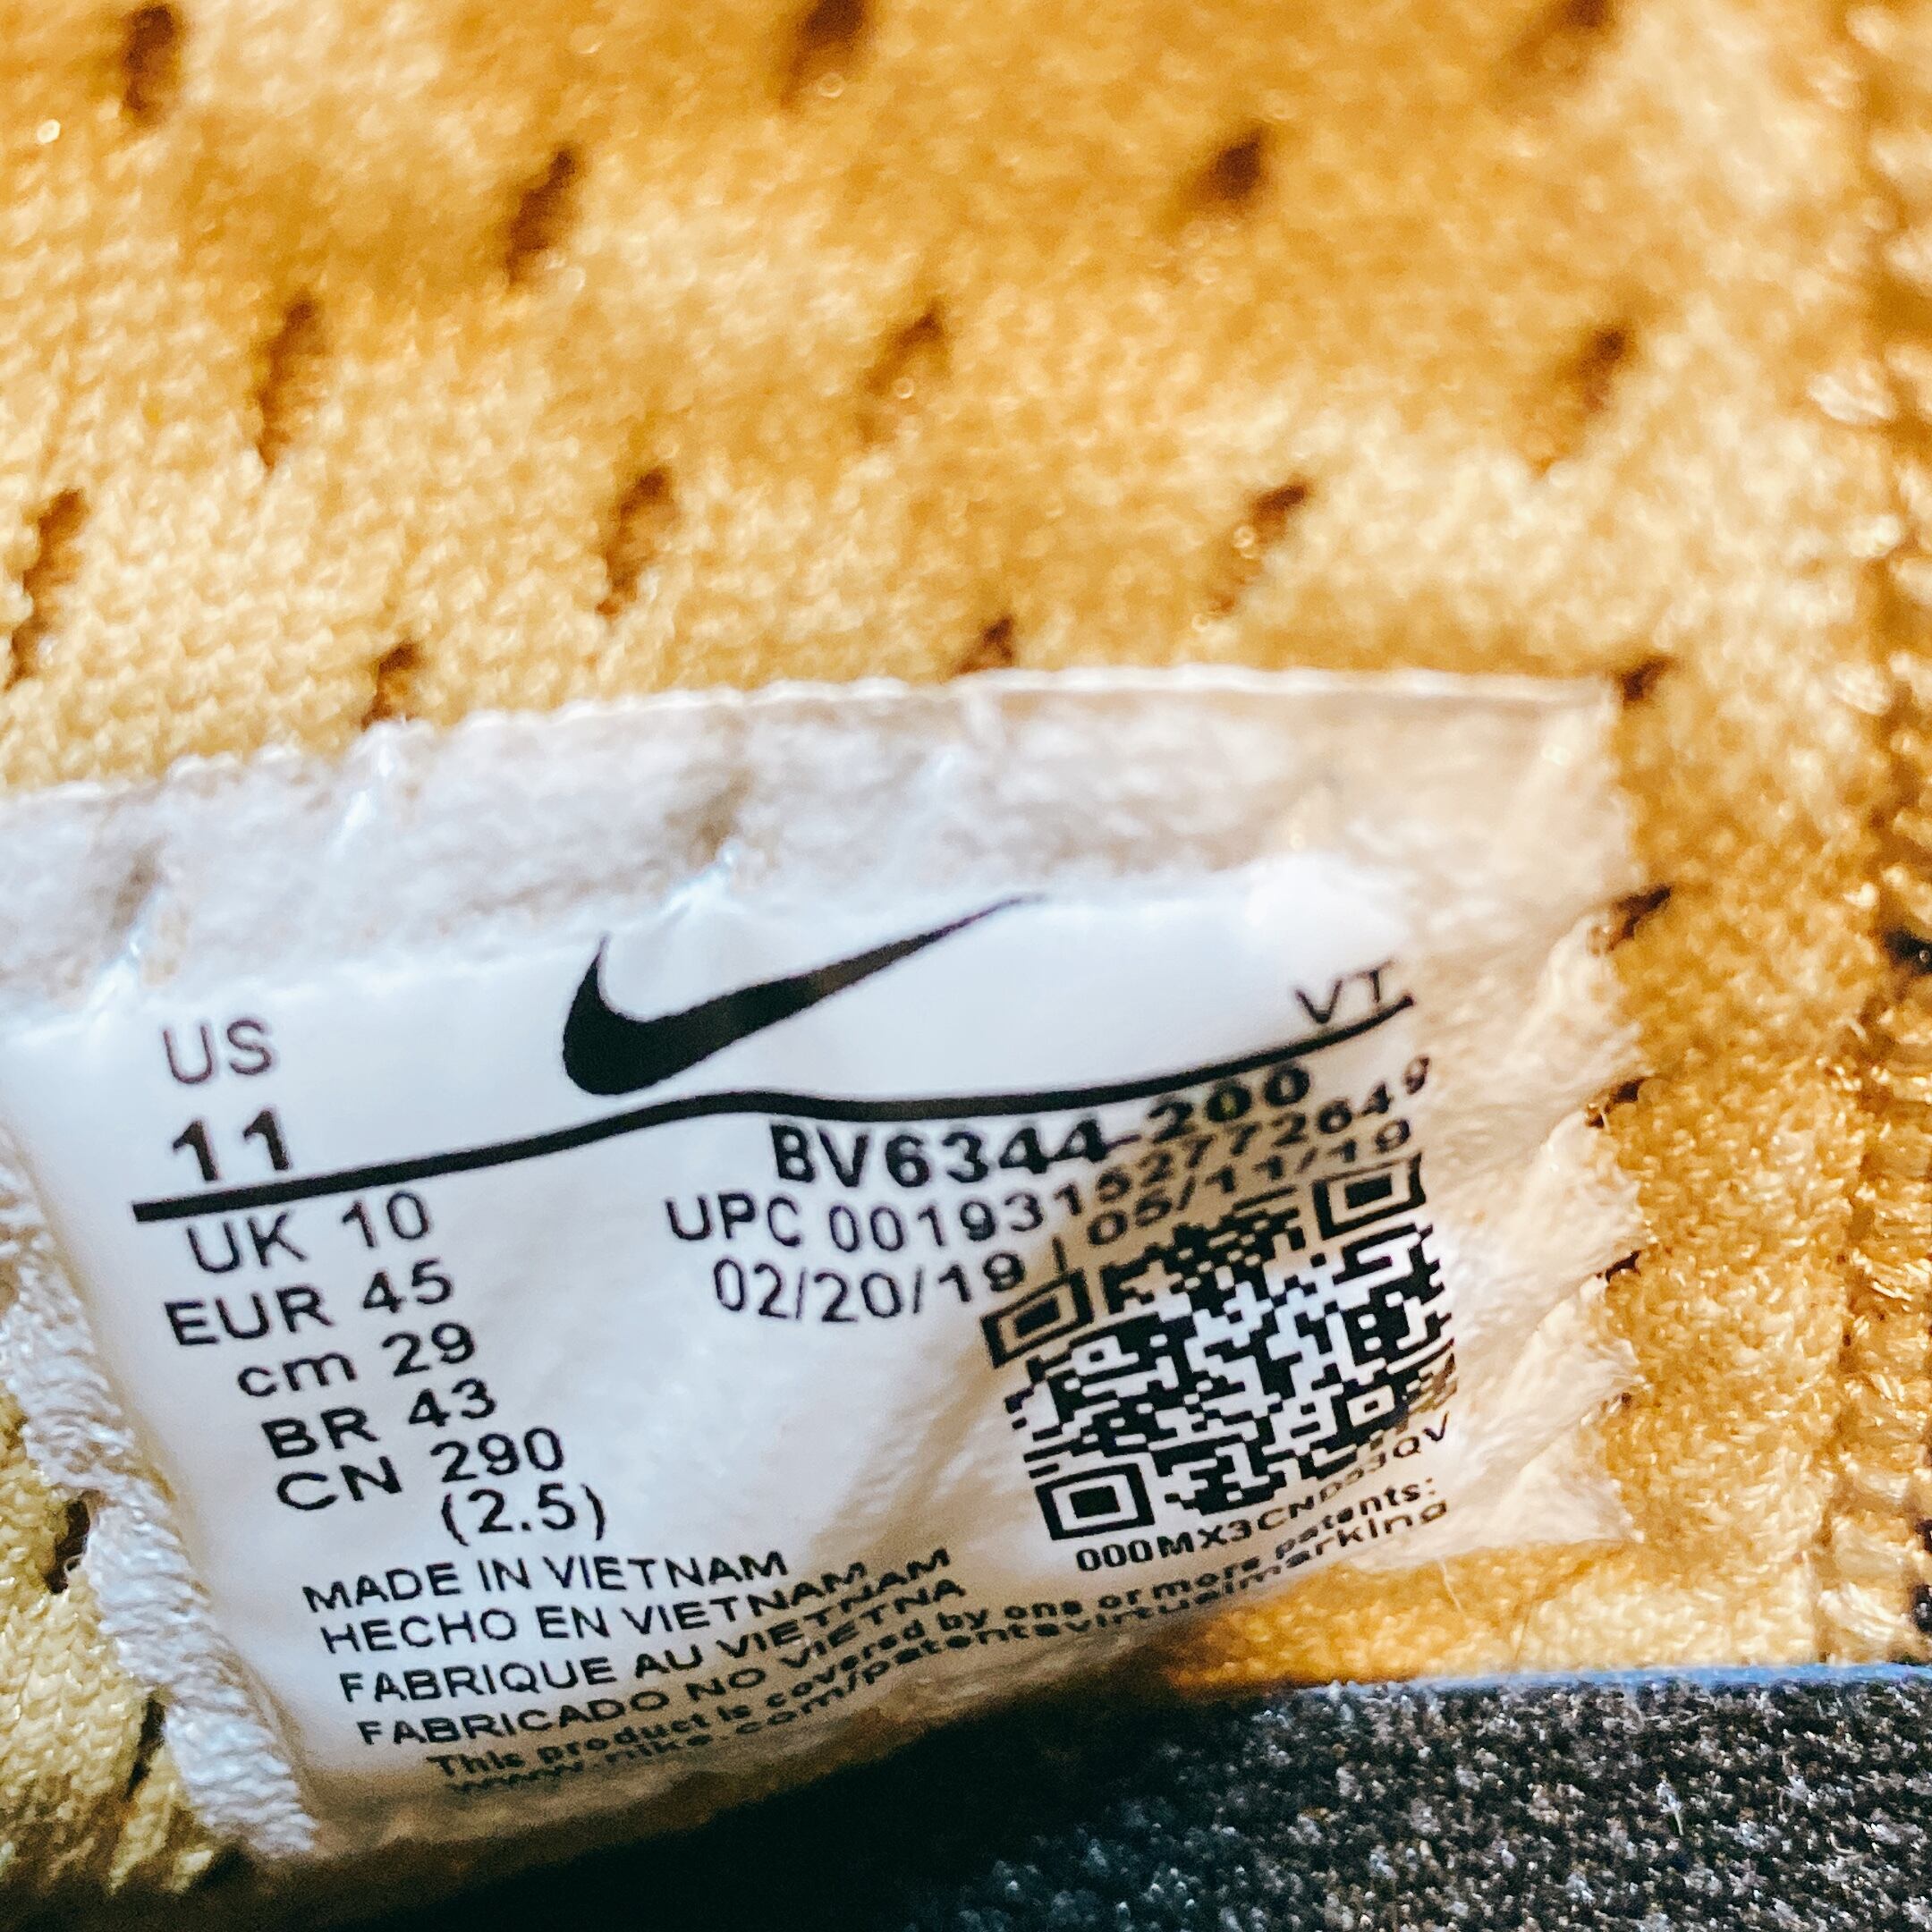 US
11
UK 10
EUR 45
cm 29
BR 43
CN 290
(2.5)
VT
BV6344-200
UPC 00193152772649
02/20/19 | 05/11/19
MADE IN VIETNAM
HECHO EN VIETNAM
FABRIQUE AU VIETNAM
FABRICADO NO VIETNA
This product is covered by one or more patents:
www.nike.com/patentsvirtualmarking